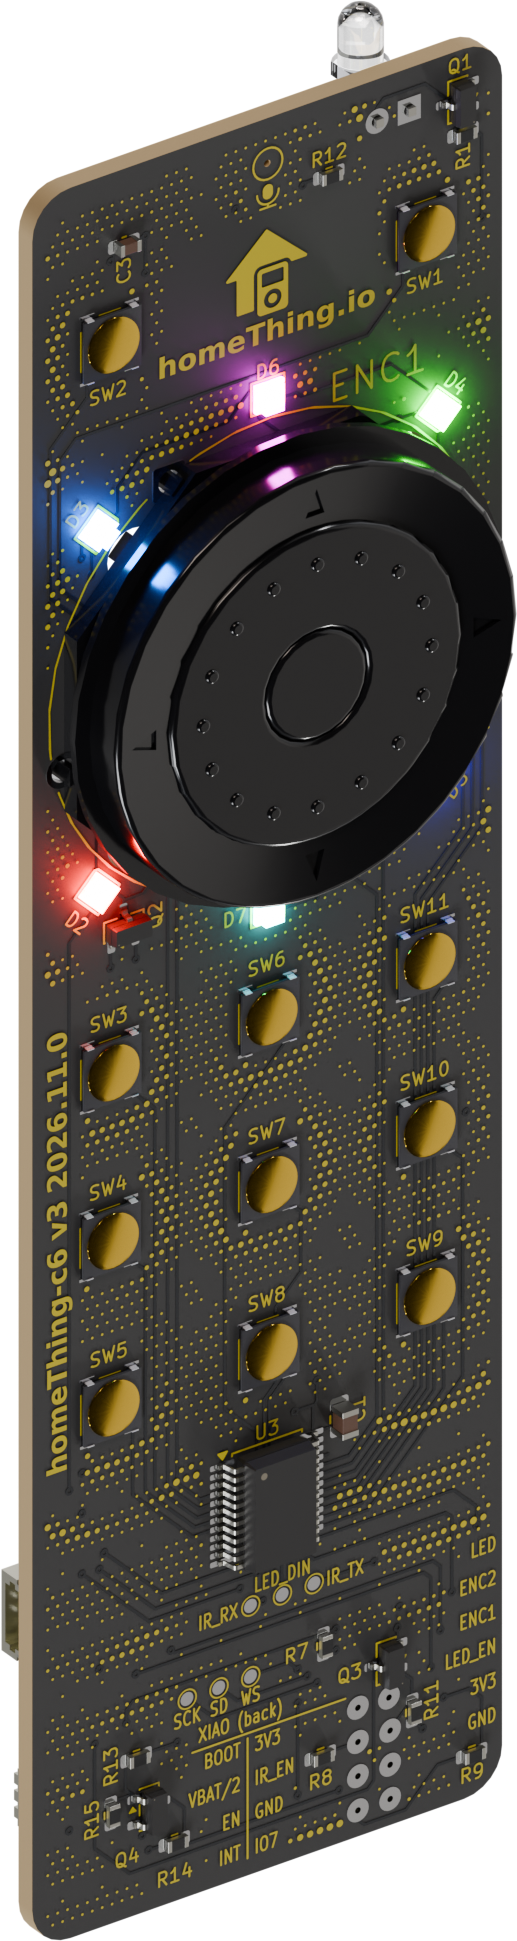 Q1
R1
R12
C3
SW1
homeThing.io
SW2
D6
ENC1
D4
D3
D2
Q2
D7
SW11
SW6
SW3
SW10
SW7
SW4
SW9
SW8
SW5
homeThing-c6 v3 2026.11.0
U3
LED
LED_DIN
IR_TX
ENC2
IR_RX
ENC1
R7
LED_EN
Q3
3V3
SCK SD WS
R11
XIAO (back)
GND
BOOT 3V3
R13
VBAT/2 IR_EN
R8
R9
R15
EN GND
Q4
INT IO7
R14